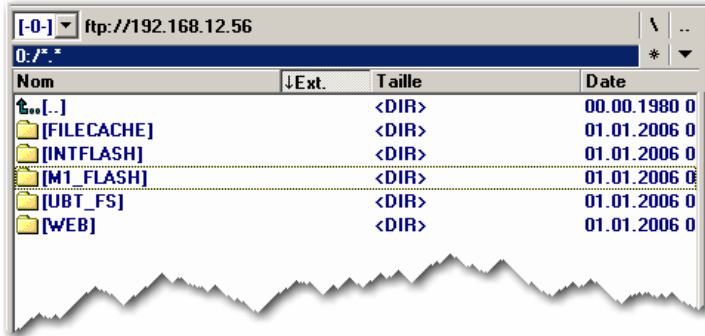 [-0-] ftp://192.168.12.56 \ ..
0:/*.* *
Nom ↓Ext. Taille Date
[..] <DIR> 00.00.1980 0
[FILECACHE] <DIR> 01.01.2006 0
[INTFLASH] <DIR> 01.01.2006 0
[M1_FLASH] <DIR> 01.01.2006 0
[UBT_FS] <DIR> 01.01.2006 0
[WEB] <DIR> 01.01.2006 0